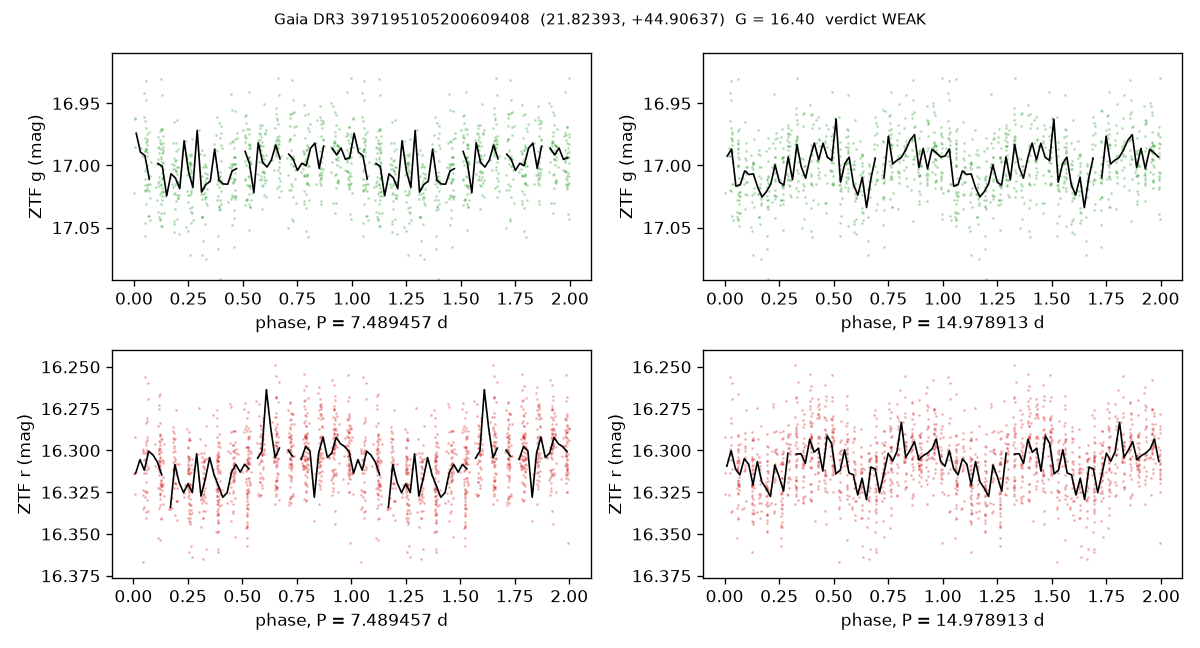 Gaia DR3 397195105200609408 (21.82393, +44.90637) G = 16.40 verdict WEAK
ZTF g (mag)
16.95
17.00
17.05
0.00 0.25 0.50 0.75 1.00 1.25 1.50 1.75 2.00
phase, P = 7.489457 d
ZTF g (mag)
16.95
17.00
17.05
0.00 0.25 0.50 0.75 1.00 1.25 1.50 1.75 2.00
phase, P = 14.978913 d
ZTF r (mag)
16.250
16.275
16.300
16.325
16.350
16.375
0.00 0.25 0.50 0.75 1.00 1.25 1.50 1.75 2.00
phase, P = 7.489457 d
ZTF r (mag)
16.250
16.275
16.300
16.325
16.350
16.375
0.00 0.25 0.50 0.75 1.00 1.25 1.50 1.75 2.00
phase, P = 14.978913 d